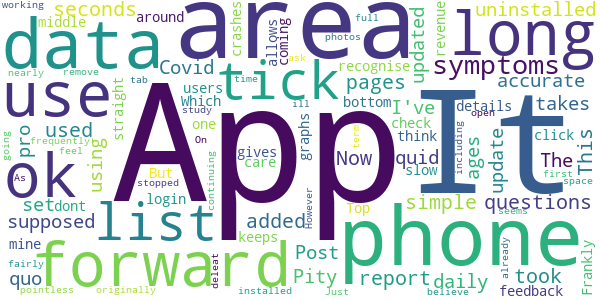 working
seconds
middle
data
nearly
remove
use
ok
pro
used
using
ages
straight
list
set
dont
supposed
login
mine
quo
forward
fairly
pointless
originally
going
frequently
feel
As
stopped
tab
But
This
area
around
crashes
full
photos
coming
allows
Covid
tick
users
Which
one
study
On
time
ask
ill
gives
care
graphs
App
Now
added
keeps
Post
Pity
However
continuing
deleat
installed
Just
Top
term
believe
report
phone
It
long
uninstalled
updated
symptoms
recognise
accurate
pages
bottom
I've
check
think
quid
slow
details
takes
click
open
The
update
simple
questions
including
first
space
took
daily
feedback
already
seems
revenue
Frankly
This